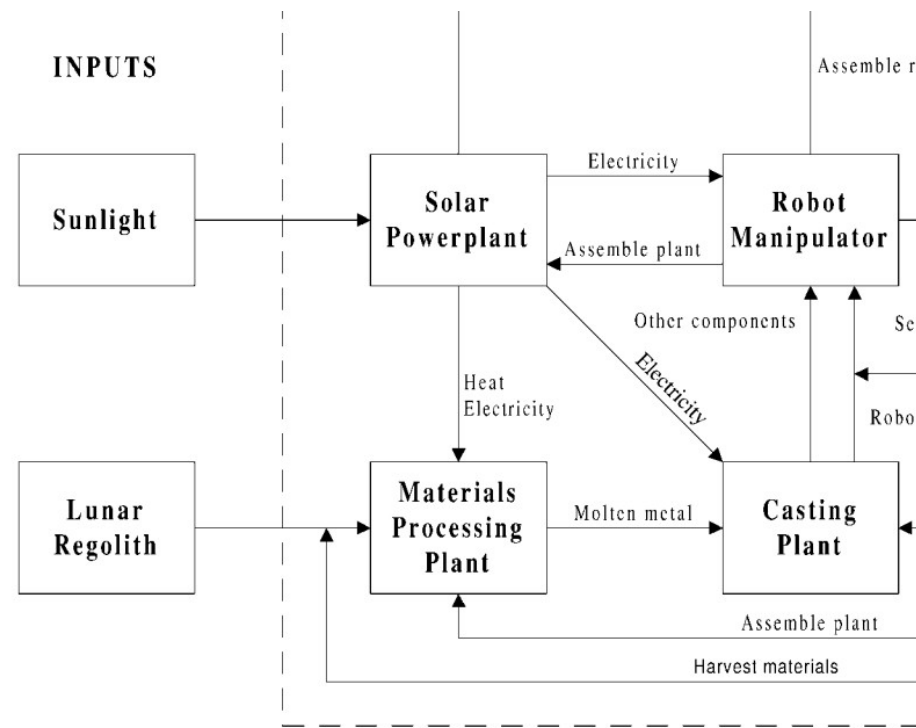 INPUTS
Assemble r
Sunlight
Solar
Powerplant
Electricity
Robot
Manipulator
Assemble plant
Other components
Se
Heat
Electricity
Electricity
Robo
Lunar
Regolith
Materials
Processing
Plant
Molten metal
Casting
Plant
Assemble plant
Harvest materials